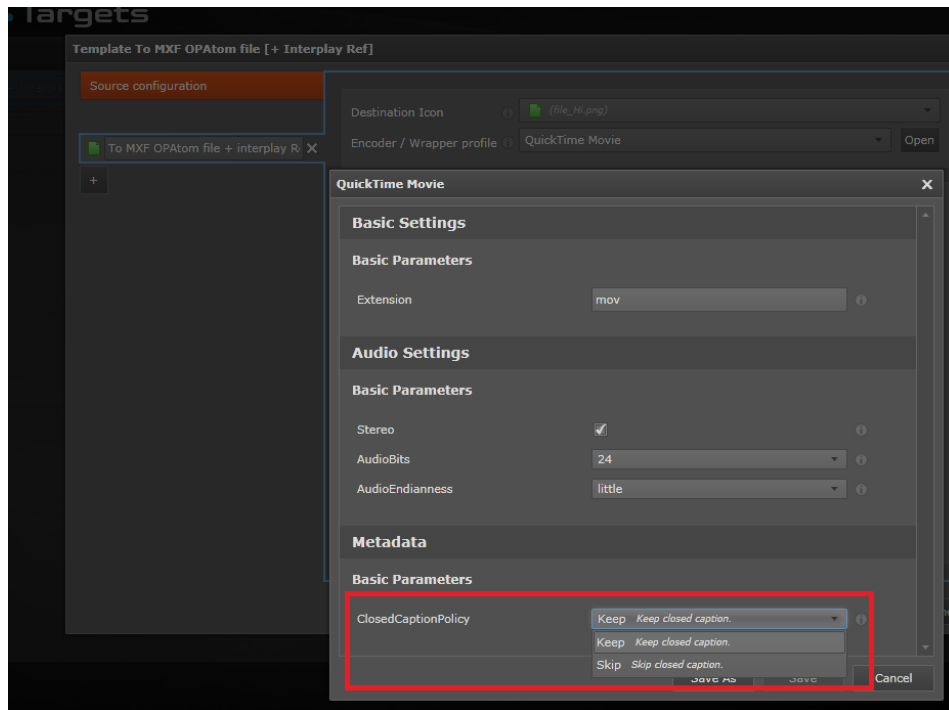 Targets
Template To MXF OPAtom file [+ Interplay Ref]
Source configuration
Destination Icon (file_Hi.png)
To MXF OPAtom file + interplay R
Encoder / Wrapper profile QuickTime Movie Open
+
QuickTime Movie X
Basic Settings
Basic Parameters
Extension mov
Audio Settings
Basic Parameters
Stereo
AudioBits 24
AudioEndianness little
Metadata
Basic Parameters
ClosedCaptionPolicy Keep Keep closed caption.
Keep Keep closed caption.
Skip Skip closed caption.
Save As Save Cancel